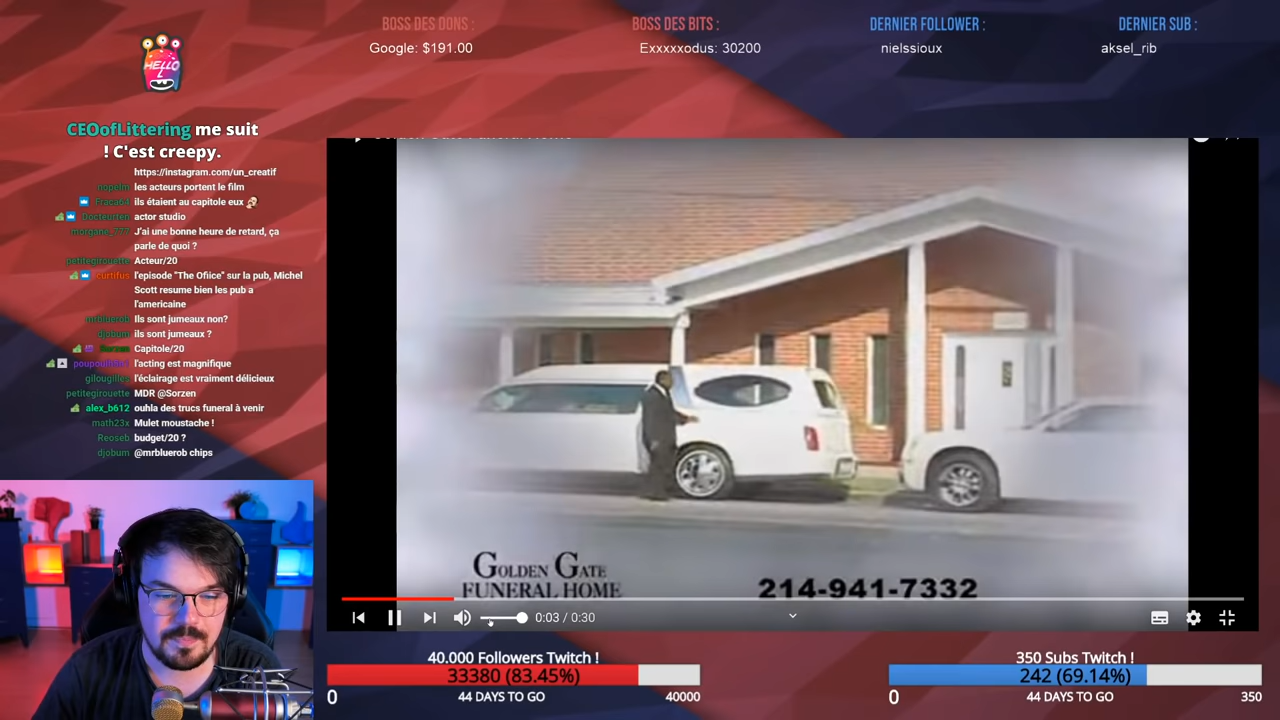 BOSS DES DONS :
Google: $191.00
BOSS DES BITS :
Exxxxxodus: 30200
DERNIER FOLLOWER :
nielssioux
DERNIER SUB :
aksel_rib
HELLO
CEOofLittering me suit
! C'est creepy.
https://instagram.com/un_creatif
les acteurs portent le film
ils étaient au capitole eux
actor studio
J'ai une bonne heure de retard, ça
parle de quoi ?
petitegirouette Acteur/20
curtifus l'episode "The Ofiice" sur la pub, Michel
Scott resume bien les pub a
l'americaine
Ils sont jumeaux non?
djobum ils sont jumeaux ?
Capitole/20
l'acting est magnifique
l'éclairage est vraiment délicieux
petitegirouette MDR @Sorzen
alex_b612 ouhla des trucs funeral à venir
math23x Mulet moustache !
Reoseb budget/20 ?
djobum @mrbluerob chips
GOLDEN GATE
FUNERAL HOME
214-941-7332
0:03 / 0:30
40.000 Followers Twitch !
33380 (83.45%)
0
44 DAYS TO GO
40000
350 Subs Twitch !
242 (69.14%)
0
44 DAYS TO GO
350